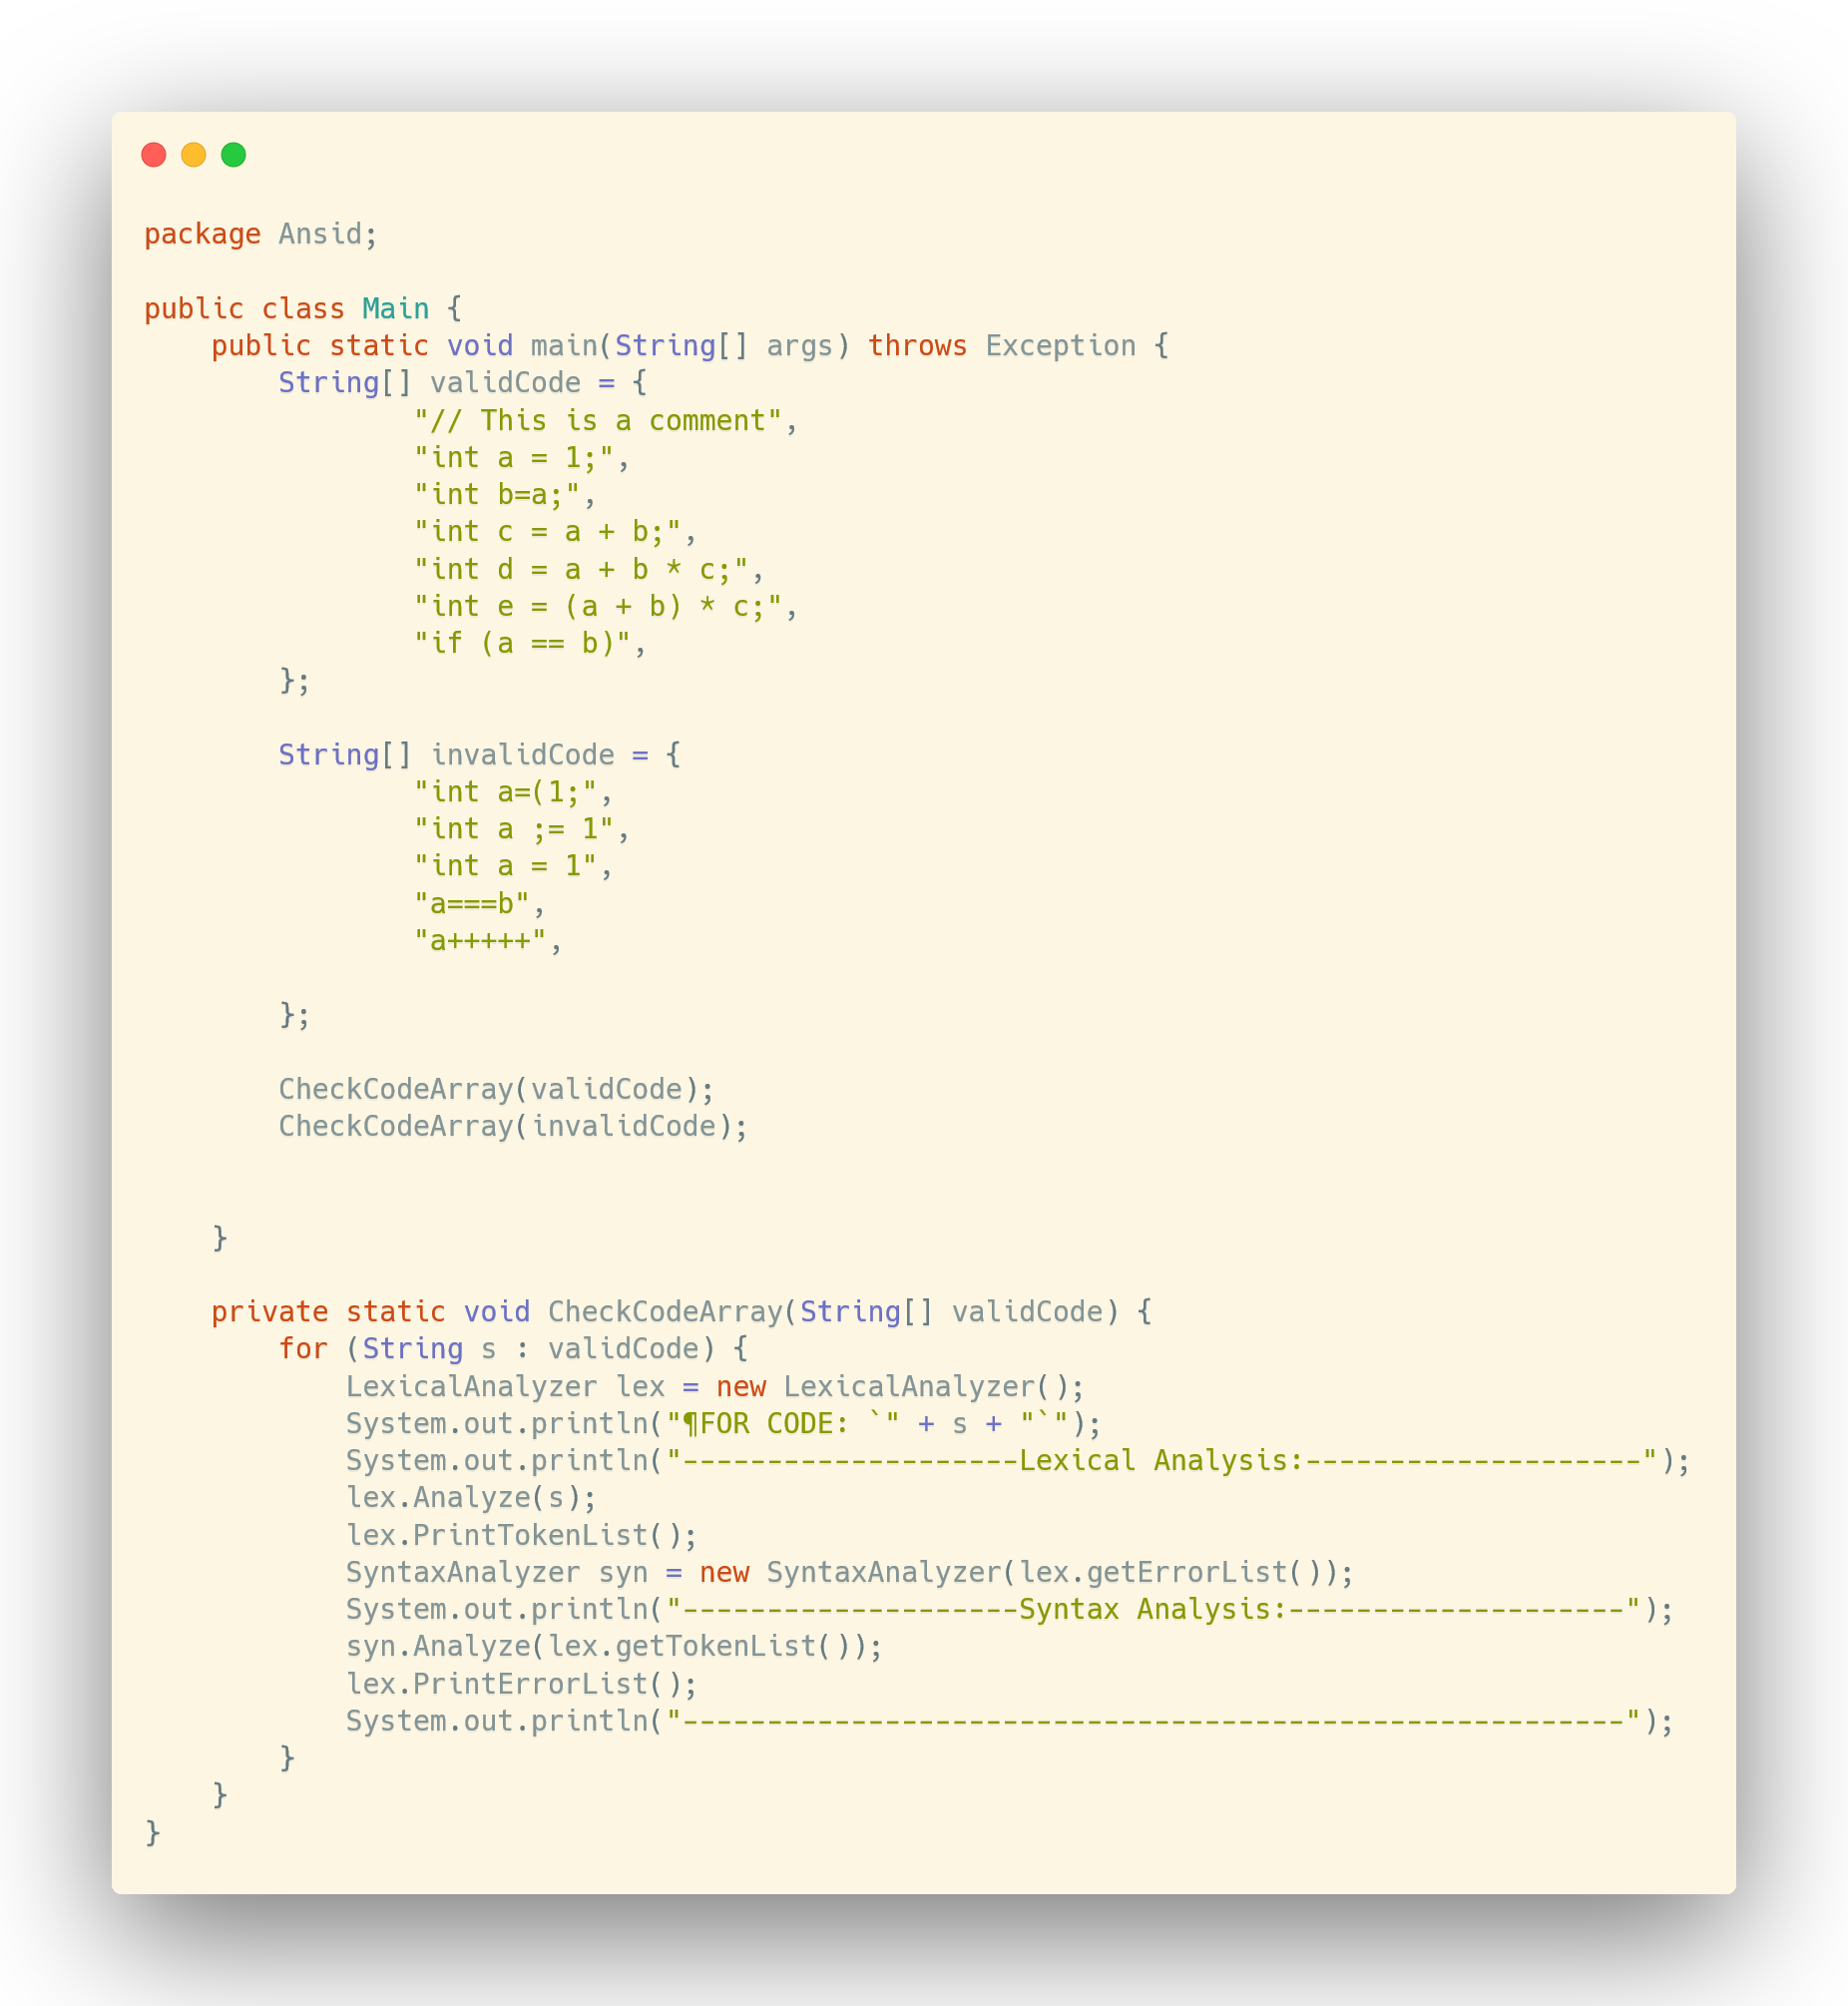 package Ansid;

public class Main {
    public static void main(String[] args) throws Exception {
        String[] validCode = {
                "// This is a comment",
                "int a = 1;",
                "int b=a;",
                "int c = a + b;",
                "int d = a + b * c;",
                "int e = (a + b) * c;",
                "if (a == b)",
        };

        String[] invalidCode = {
                "int a=(1;",
                "int a ;= 1",
                "int a = 1",
                "a===b",
                "a+++++",

        };

        CheckCodeArray(validCode);
        CheckCodeArray(invalidCode);


    }

    private static void CheckCodeArray(String[] validCode) {
        for (String s : validCode) {
            LexicalAnalyzer lex = new LexicalAnalyzer();
            System.out.println("¶FOR CODE: `" + s + "`");
            System.out.println("--------------------Lexical Analysis:--------------------");
            lex.Analyze(s);
            lex.PrintTokenList();
            SyntaxAnalyzer syn = new SyntaxAnalyzer(lex.getErrorList());
            System.out.println("--------------------Syntax Analysis:--------------------");
            syn.Analyze(lex.getTokenList());
            lex.PrintErrorList();
            System.out.println("--------------------------------------------------------");
        }
    }
}